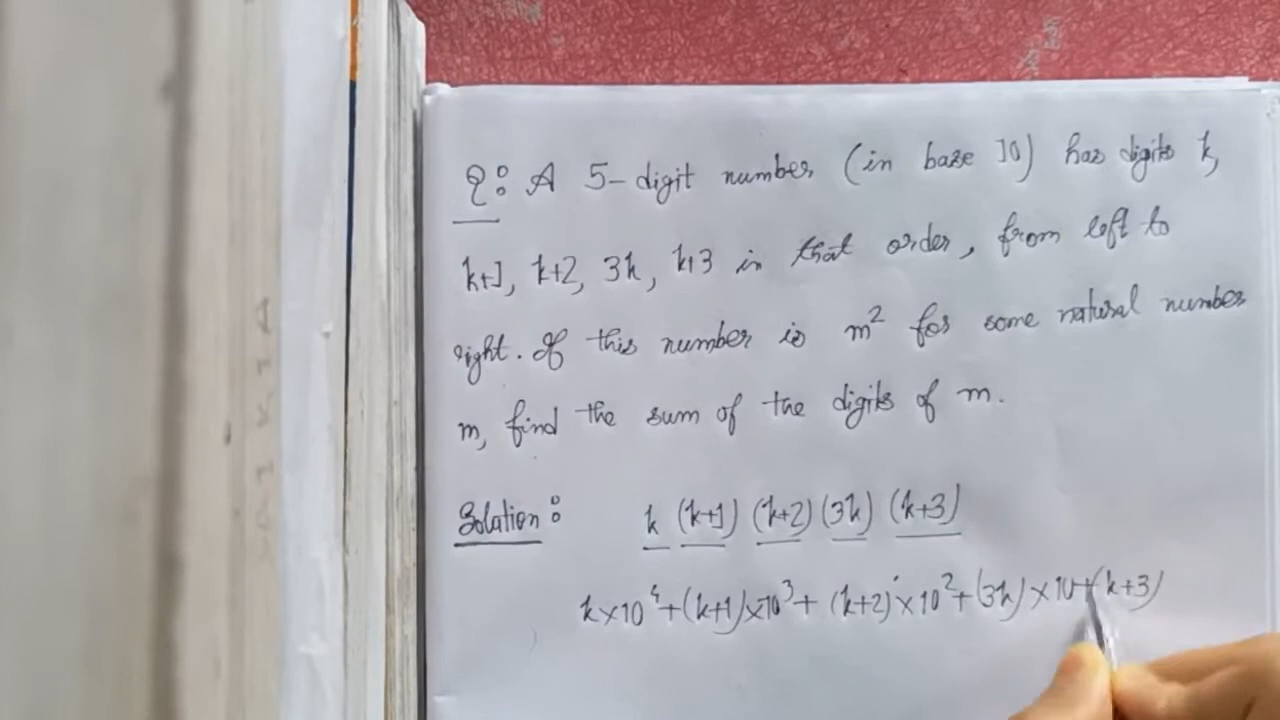 Q: A 5-digit number (in base 10) has digits k,
k+1, k+2, 3k, k+3 in that order, from left to
right. If this number is m² for some natural number
m, find the sum of the digits of m.
Solution: k (k+1) (k+2) (3k) (k+3)
k×10⁴+(k+1)×10³+(k+2)×10²+(3k)×10+(k+3)